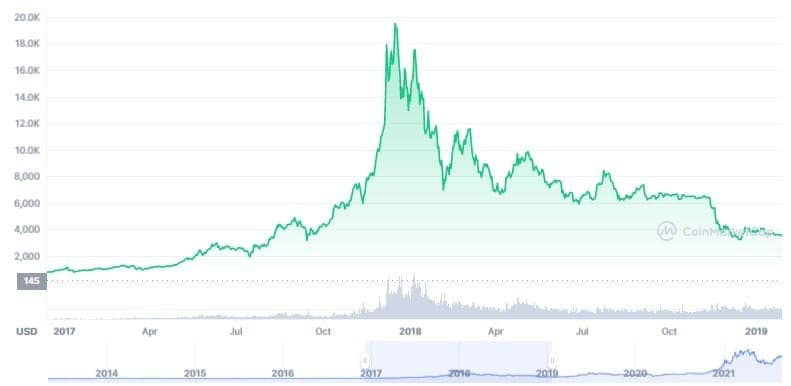 20.0K
18.0K
16.0K
14.0K
12.0K
10.0K
8,000
6,000
4,000
CoinMarketCap
2,000
145
USD 2017 Apr Jul Oct 2018 Apr Jul Oct 2019
2014 2015 2016 2017 2018 2019 2020 2021